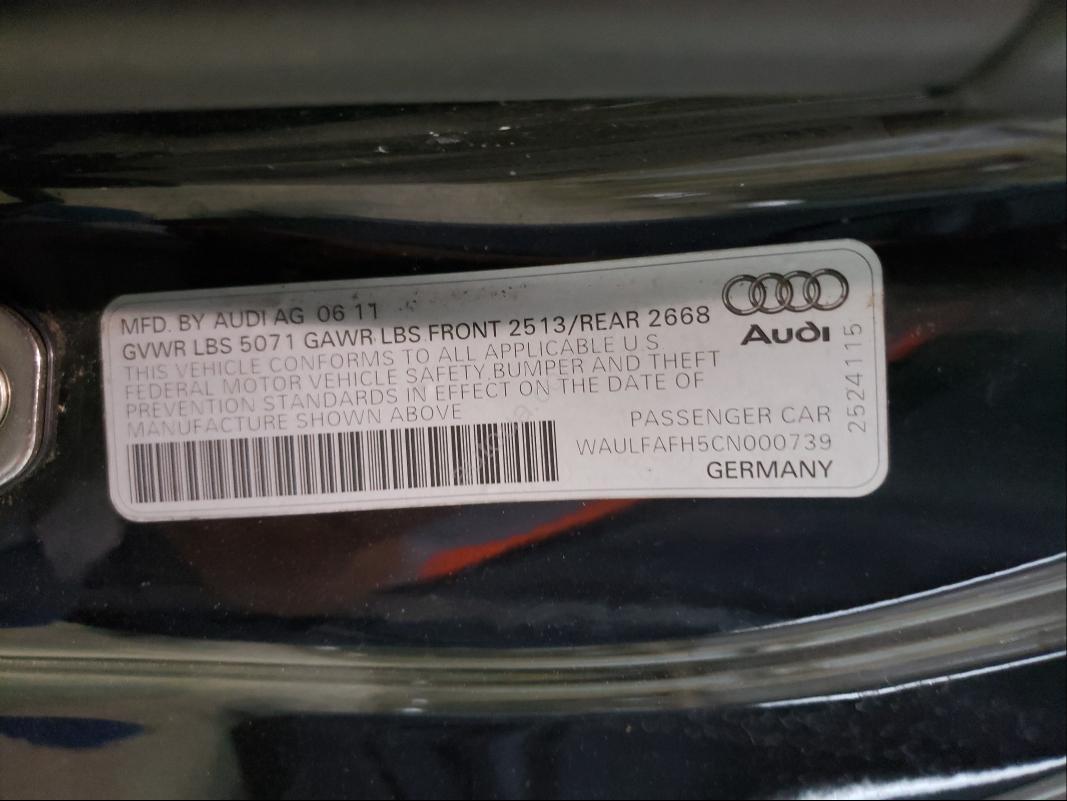 MFD. BY AUDI AG 06 11
GVWR LBS 5071 GAWR LBS FRONT 2513/REAR 2668
THIS VEHICLE CONFORMS TO ALL APPLICABLE U S
FEDERAL MOTOR VEHICLE SAFETY, BUMPER AND THEFT
PREVENTION STANDARDS IN EFFECT ON THE DATE OF
MANUFACTURE SHOWN ABOVE
Audi
25241115
PASSENGER CAR
WAULFAFH5CN000739
GERMANY